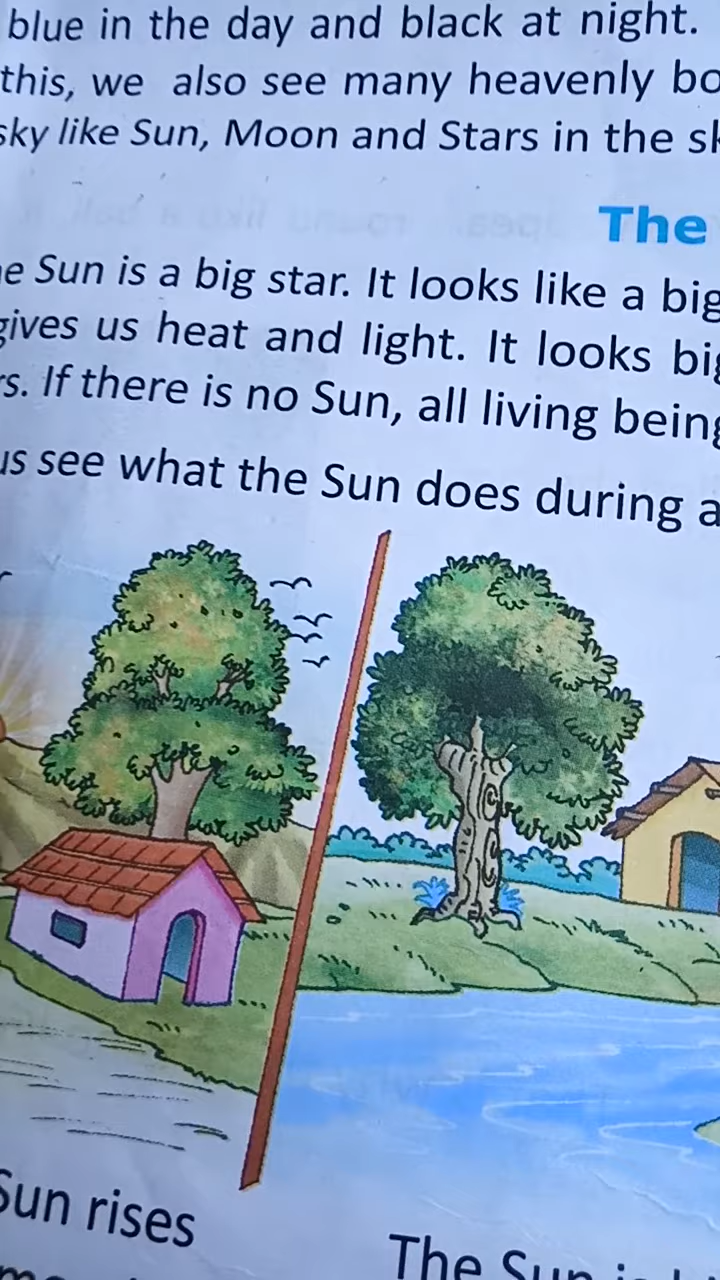 blue in the day and black at night.
this, we also see many heavenly bo
sky like Sun, Moon and Stars in the sk
The
e Sun is a big star. It looks like a big
gives us heat and light. It looks big
rs. If there is no Sun, all living being
us see what the Sun does during a
Sun rises
The Sun is